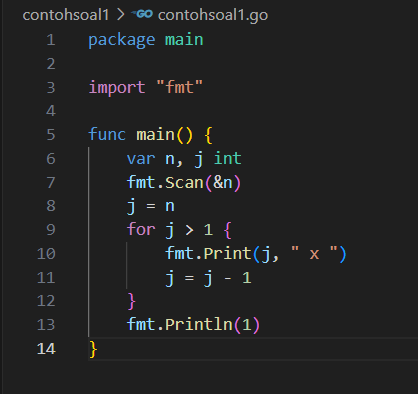 contohsoal1 > GO contohsoal1.go
1 package main
2
3 import "fmt"
4
5 func main() {
6     var n, j int
7     fmt.Scan(&n)
8     j = n
9     for j > 1 {
10         fmt.Print(j, " x ")
11         j = j - 1
12     }
13     fmt.Println(1)
14 }